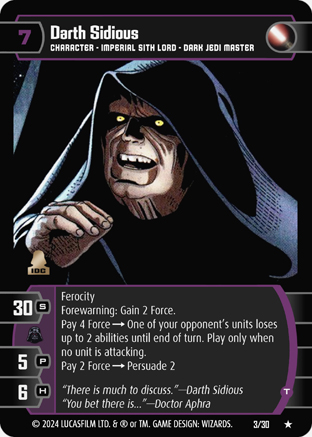 7
Darth Sidious
CHARACTER - IMPERIAL SITH LORD - DARK JEDI MASTER
IDC
30 S
5 P
6 H
Ferocity
Forewarning: Gain 2 Force.
Pay 4 Force → One of your opponent's units loses
up to 2 abilities until end of turn. Play only when
no unit is attacking.
Pay 2 Force → Persuade 2
“There is much to discuss.”—Darth Sidious
“You bet there is...”—Doctor Aphra
T
© 2024 LUCASFILM LTD. & ® or TM. GAME DESIGN: WIZARDS. 3/30 ★